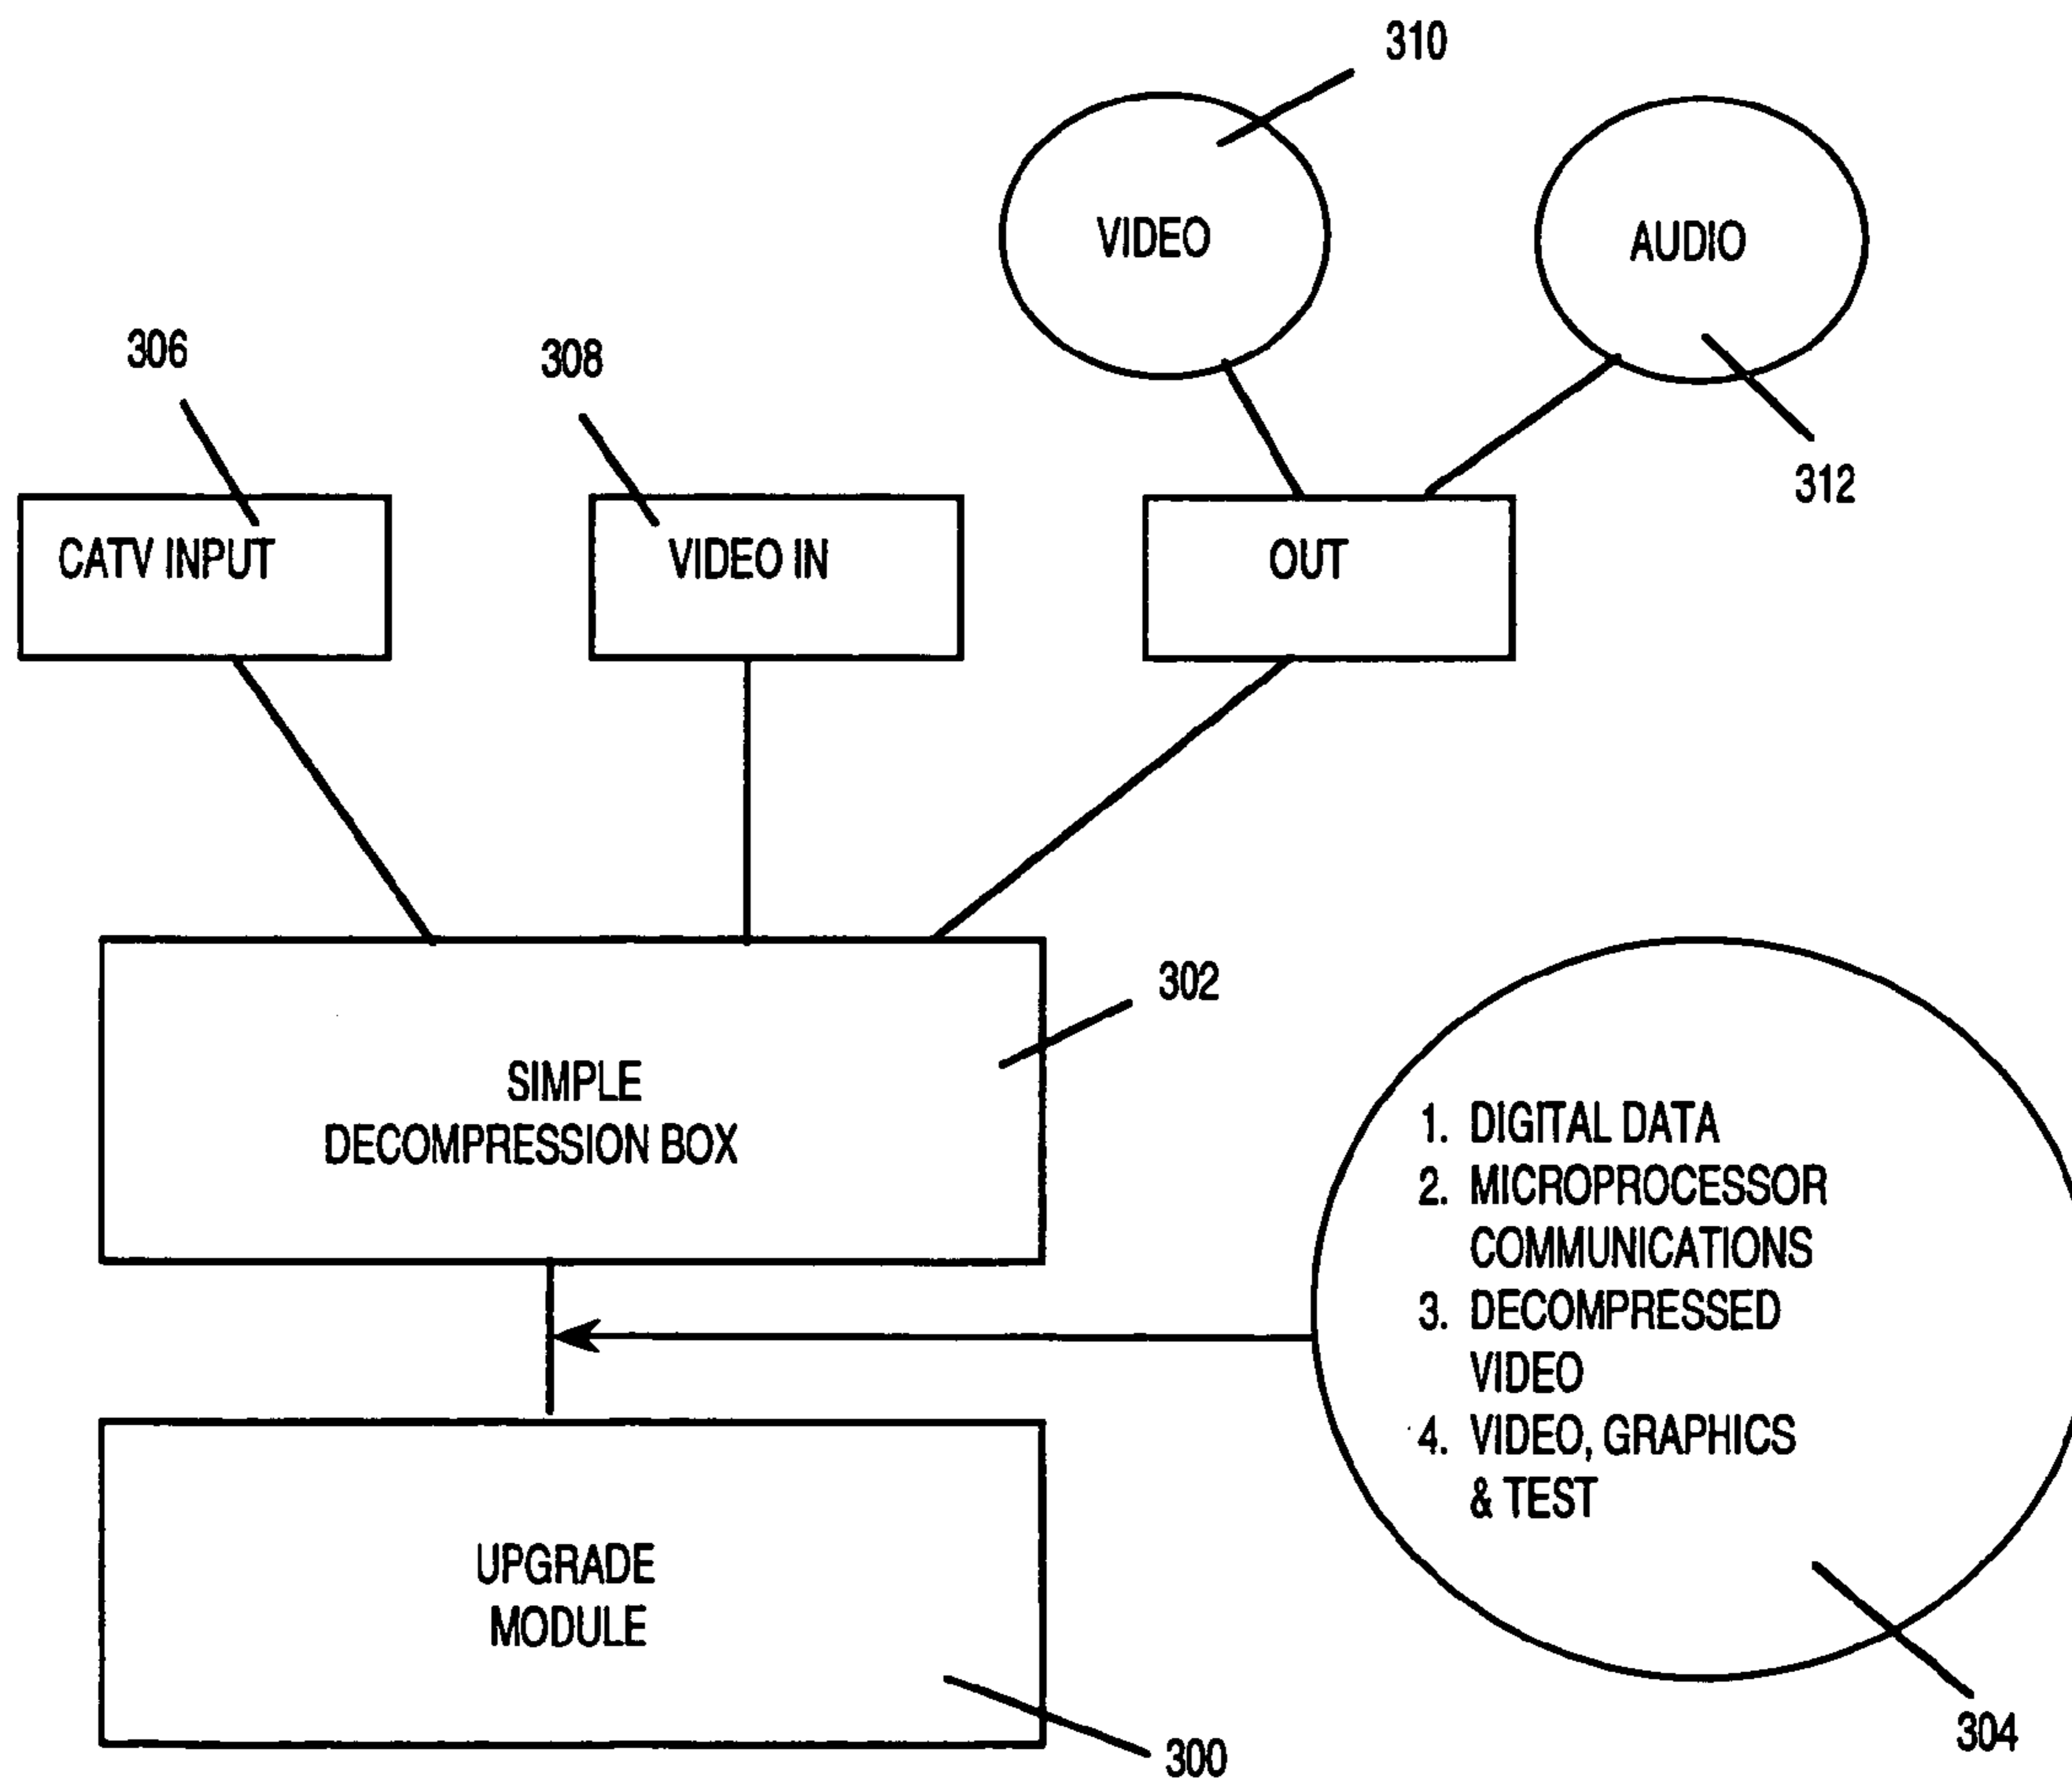 310
VIDEO
AUDIO
306
308
312
CATV INPUT
VIDEO IN
OUT
302
SIMPLE
DECOMPRESSION BOX
1. DIGITAL DATA
2. MICROPROCESSOR
COMMUNICATIONS
3. DECOMPRESSED
VIDEO
4. VIDEO, GRAPHICS
& TEST
UPGRADE
MODULE
304
300